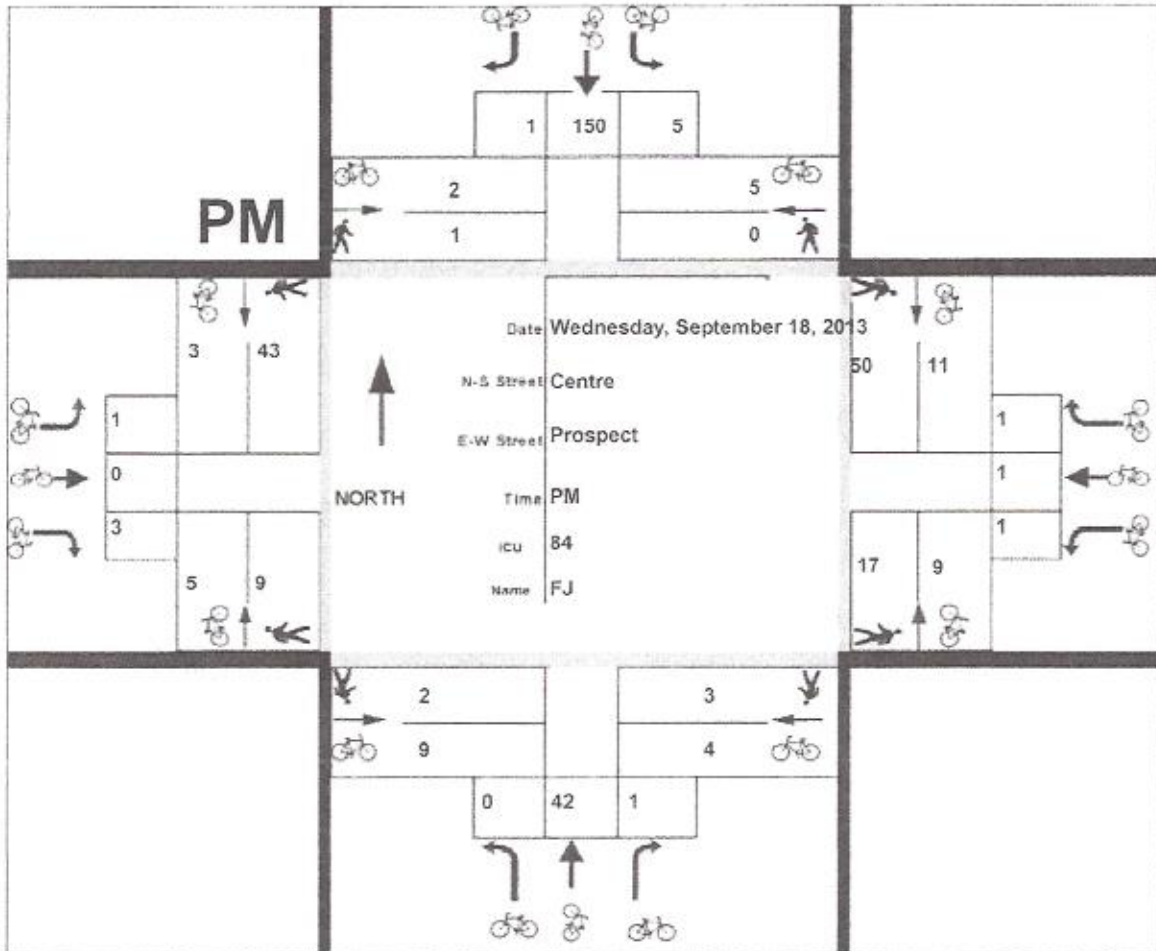 1 150 5
2 5
PM
1 0
Date Wednesday, September 18, 2013
3 43
50 11
N-S Street Centre
1
1
E-W Street Prospect
0
1
NORTH
Time PM
3
1
ICU 84
5 9
17 9
Name FJ
2 3
9 4
0 42 1